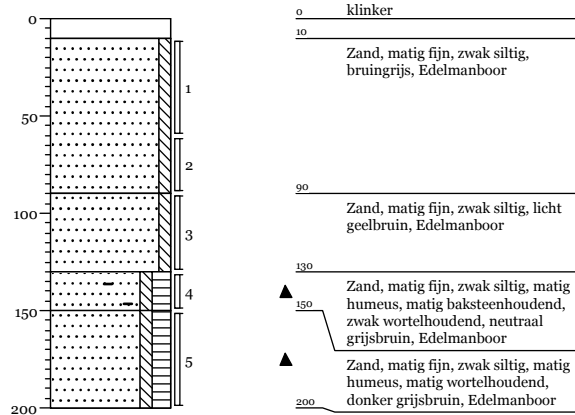 0
50
100
150
200
1
2
3
4
5
0 klinker
10
Zand, matig fijn, zwak siltig,
bruingrijs, Edelmanboor
90
Zand, matig fijn, zwak siltig, licht
geelbruin, Edelmanboor
130
Zand, matig fijn, zwak siltig, matig
humeus, matig baksteenhoudend,
zwak wortelhoudend, neutraal
grijsbruin, Edelmanboor
150
Zand, matig fijn, zwak siltig, matig
humeus, matig wortelhoudend,
donker grijsbruin, Edelmanboor
200